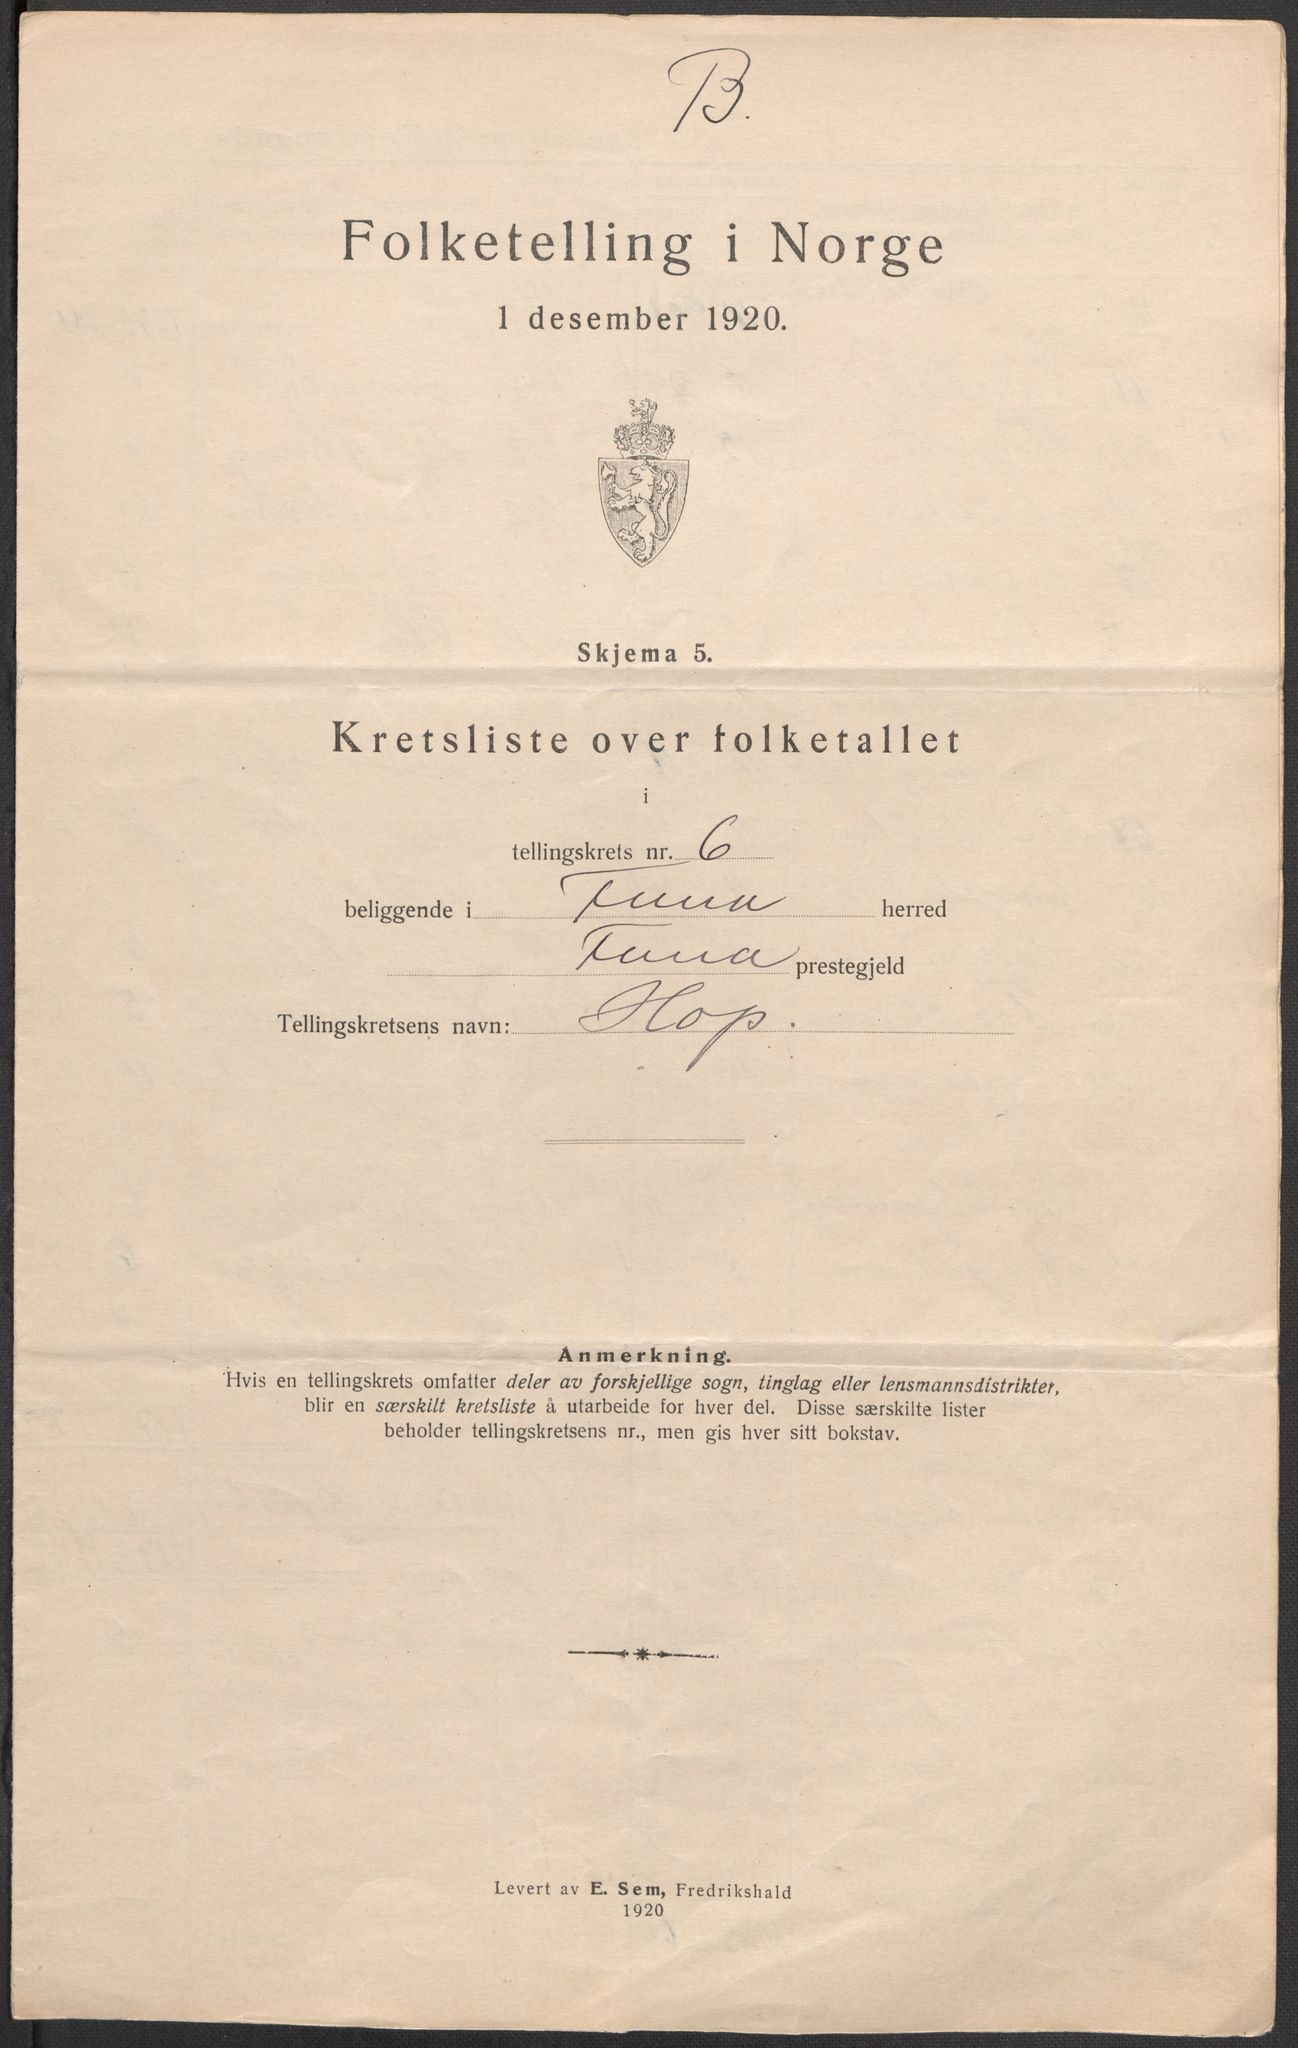 B.
Folketelling i Norge
1 desember 1920.
Skjema 5.
Kretsliste over folketallet
i
tellingskrets nr. 6
beliggende i Fana herred
Fana prestegjeld
Tellingskretsens navn: Hop.
Anmerkning.
Hvis en tellingskrets omfatter deler av forskjellige sogn, tinglag eller lensmannsdistrikter,
blir en særskilt kretsliste å utarbeide for hver del. Disse særskilte lister
beholder tellingskretsens nr., men gis hver sitt bokstav.
Levert av E. Sem, Fredrikshald
1920